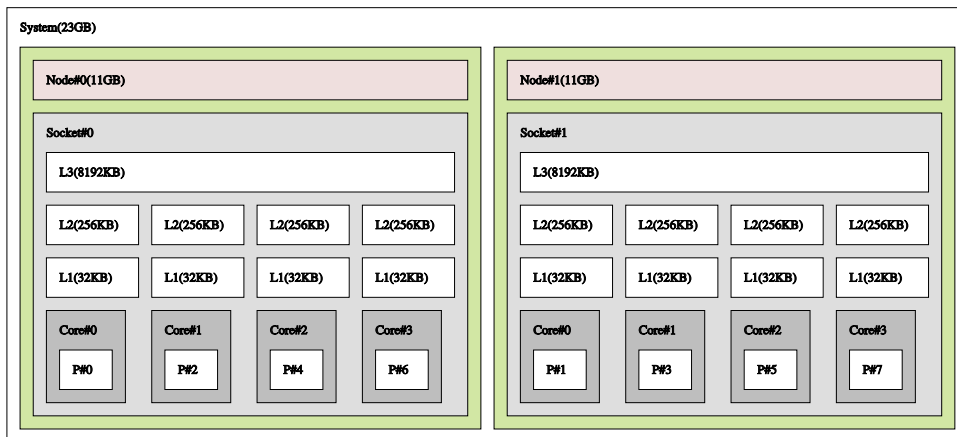 System(23GB)
Node#0(11GB)
Node#1(11GB)
Socket#0
Socket#1
L3(8192KB)
L3(8192KB)
L2(256KB) L2(256KB) L2(256KB) L2(256KB)
L2(256KB) L2(256KB) L2(256KB) L2(256KB)
L1(32KB) L1(32KB) L1(32KB) L1(32KB)
L1(32KB) L1(32KB) L1(32KB) L1(32KB)
Core#0 Core#1 Core#2 Core#3
Core#0 Core#1 Core#2 Core#3
P#0 P#2 P#4 P#6
P#1 P#3 P#5 P#7